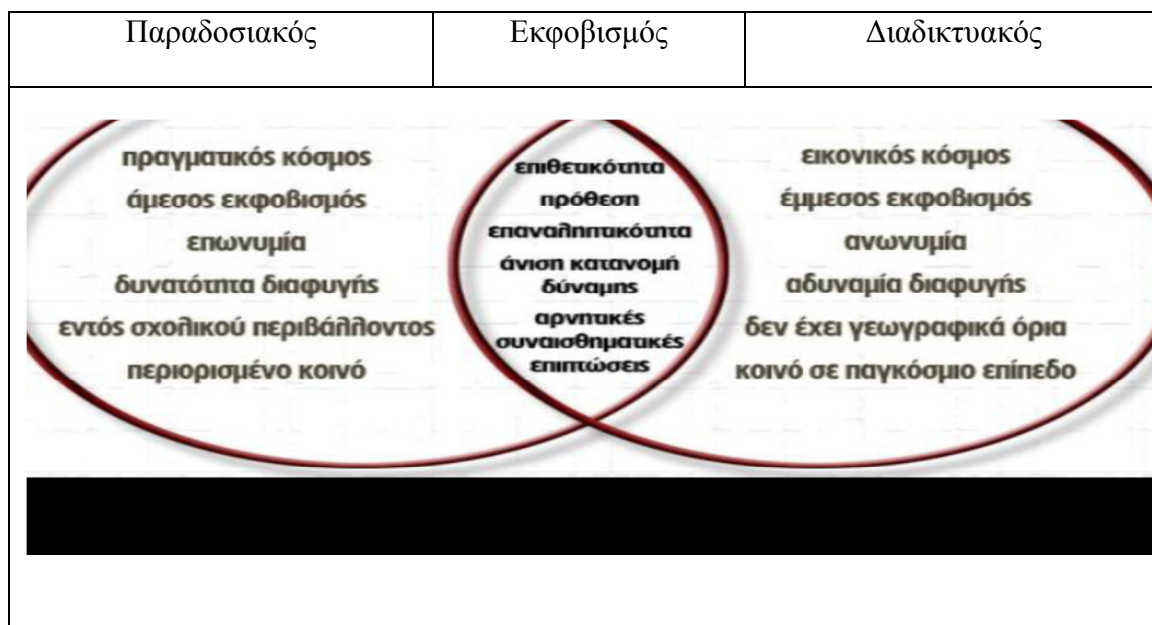 Παραδοσιακός
Εκφοβισμός
Διαδικτυακός
πραγματικός κόσμος
άμεσος εκφοβισμός
επωνυμία
δυνατότητα διαφυγής
εντός σχολικού περιβάλλοντος
περιορισμένο κοινό
επιθετικότητα
πρόθεση
επαναληπτικότητα
άνιση κατανομή
δύναμης
αρνητικές
συναισθηματικές
επιπτώσεις
εικονικός κόσμος
έμμεσος εκφοβισμός
ανωνυμία
αδυναμία διαφυγής
δεν έχει γεωγραφικά όρια
κοινό σε παγκόσμιο επίπεδο